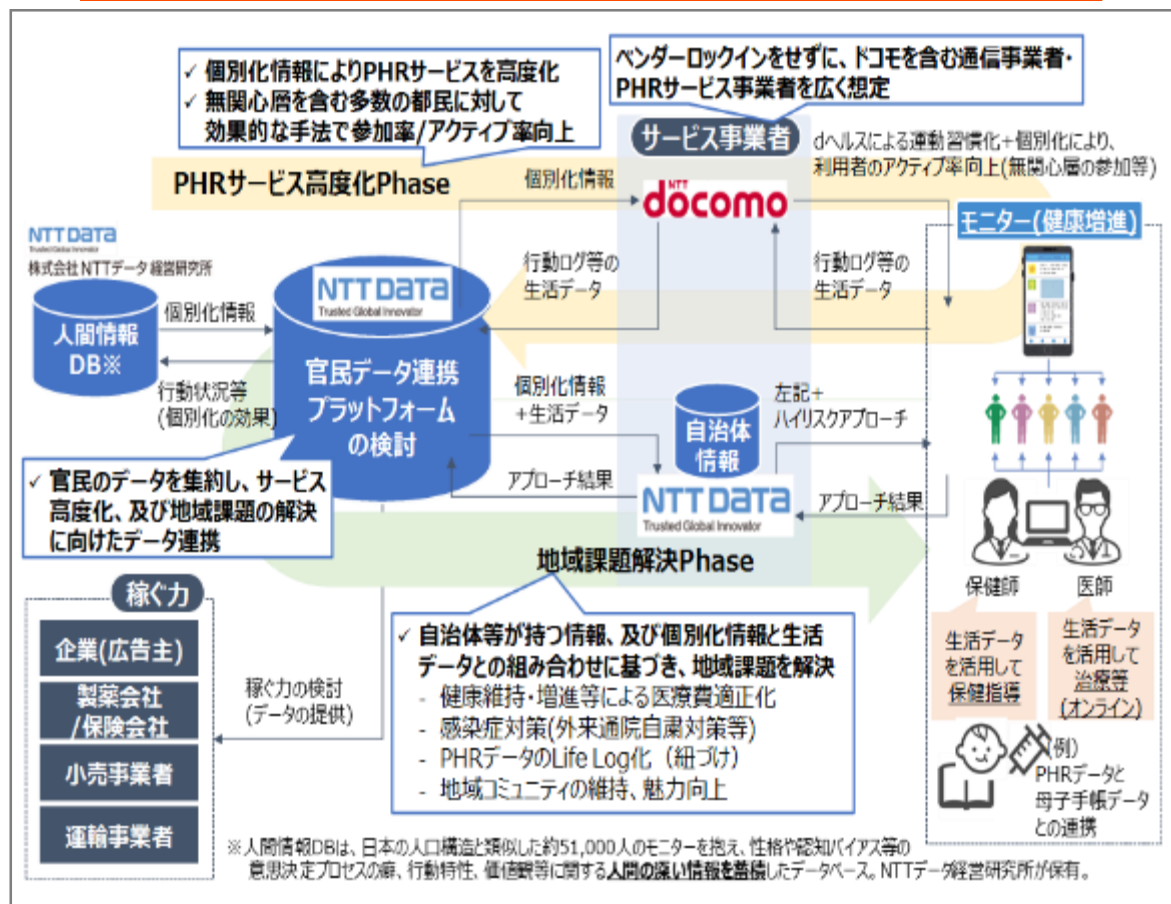 ✓ 個別化情報によりPHRサービスを高度化
✓ 無関心層を含む多数の都民に対して
効果的な手法で参加率/アクティブ率向上
ベンダーロックインをせずに、ドコモを含む通信事業者・
PHRサービス事業者を広く想定
サービス事業者
dヘルスによる運動習慣化+個別化により、
利用者のアクティブ率向上(無関心層の参加等)
PHRサービス高度化Phase
個別化情報
NTT
docomo
モニター(健康増進)
NTT DATA
Trusted Global Innovator
株式会社NTTデータ経営研究所
人間情報
DB※
個別化情報
行動状況等
(個別化の効果)
NTT DATA
Trusted Global Innovator
官民データ連携
プラットフォーム
の検討
行動ログ等の
生活データ
行動ログ等の
生活データ
個別化情報
+生活データ
アプローチ結果
自治体
情報
NTT DATA
Trusted Global Innovator
左記+
ハイリスクアプローチ
アプローチ結果
✓ 官民のデータを集約し、サービス
高度化、及び地域課題の解決
に向けたデータ連携
地域課題解決Phase
保健師
医師
生活データ
を活用して
保健指導
生活データ
を活用して
治療等
(オンライン)
(例)
PHRデータと
母子手帳データ
との連携
稼ぐ力
企業(広告主)
製薬会社
/保険会社
小売事業者
運輸事業者
稼ぐ力の検討
(データの提供)
✓ 自治体等が持つ情報、及び個別化情報と生活
データとの組み合わせに基づき、地域課題を解決
- 健康維持・増進等による医療費適正化
- 感染症対策(外来通院自粛対策等)
- PHRデータのLife Log化（紐づけ）
- 地域コミュニティの維持、魅力向上
※人間情報DBは、日本の人口構造と類似した約51,000人のモニターを抱え、性格や認知バイアス等の
意思決定プロセスの癖、行動特性、価値観等に関する人間の深い情報を蓄積したデータベース。NTTデータ経営研究所が保有。